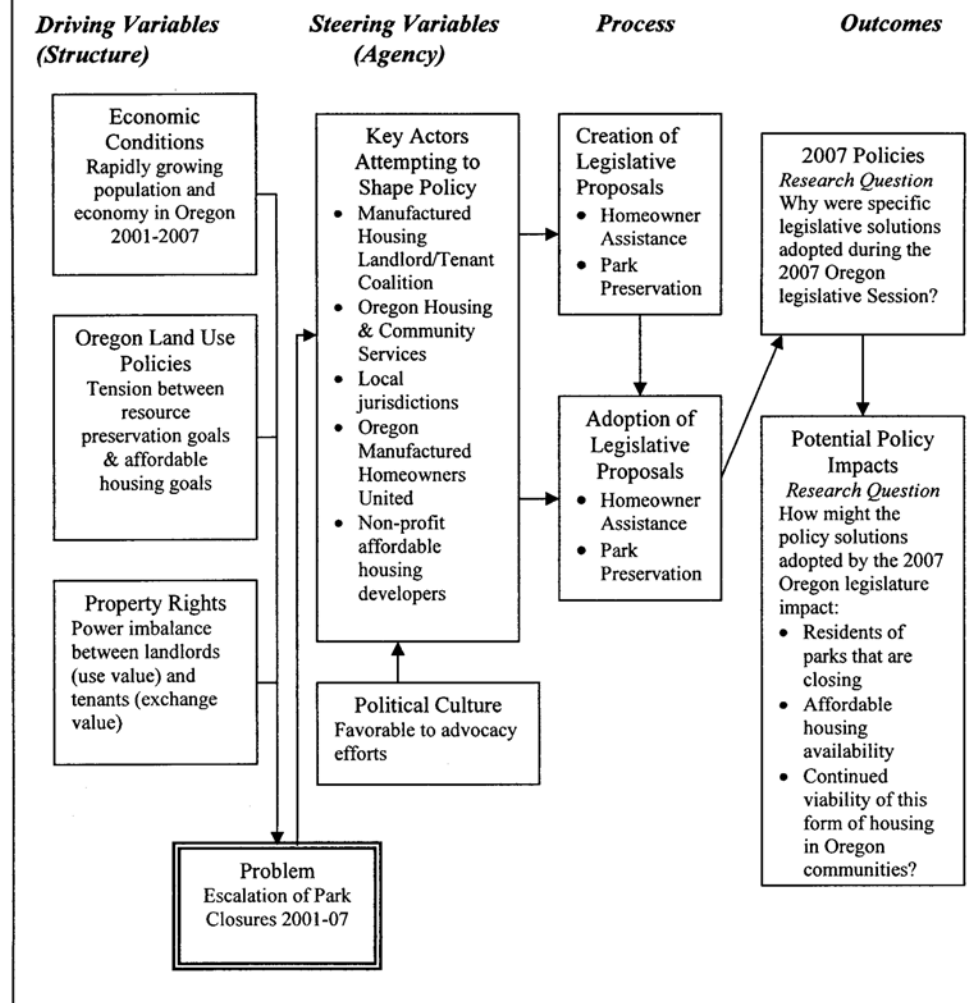 Driving Variables
(Structure)
Steering Variables
(Agency)
Process
Outcomes
Economic
Conditions
Rapidly growing
population and
economy in Oregon
2001-2007
Oregon Land Use
Policies
Tension between
resource
preservation goals
& affordable
housing goals
Property Rights
Power imbalance
between landlords
(use value) and
tenants (exchange
value)
Problem
Escalation of Park
Closures 2001-07
Key Actors
Attempting to
Shape Policy
• Manufactured
Housing
Landlord/Tenant
Coalition
• Oregon Housing
& Community
Services
• Local
jurisdictions
• Oregon
Manufactured
Homeowners
United
• Non-profit
affordable
housing
developers
Political Culture
Favorable to advocacy
efforts
Creation of
Legislative
Proposals
• Homeowner
Assistance
• Park
Preservation
Adoption of
Legislative
Proposals
• Homeowner
Assistance
• Park
Preservation
2007 Policies
Research Question
Why were specific
legislative solutions
adopted during the
2007 Oregon
legislative Session?
Potential Policy
Impacts
Research Question
How might the
policy solutions
adopted by the 2007
Oregon legislature
impact:
• Residents of
parks that are
closing
• Affordable
housing
availability
• Continued
viability of this
form of housing
in Oregon
communities?